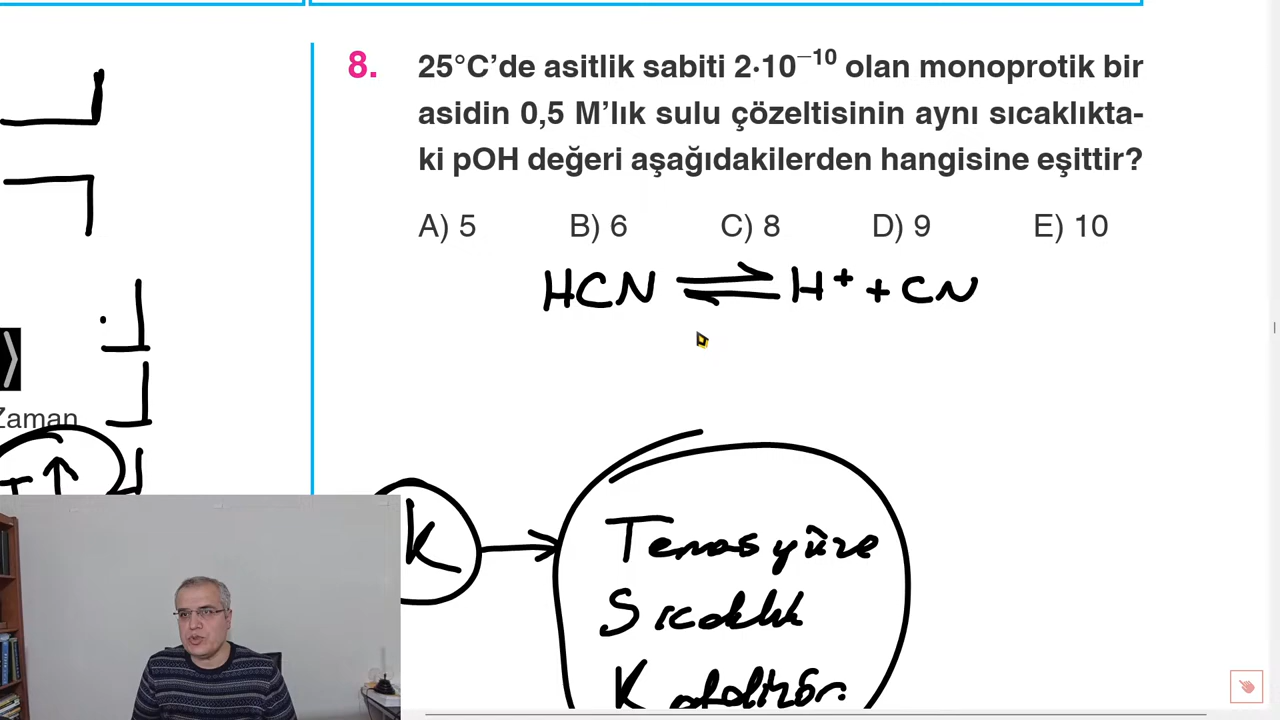 8. 25°C'de asitlik sabiti 2·10⁻¹⁰ olan monoprotik bir
asidin 0,5 M'lık sulu çözeltisinin aynı sıcaklıkta-
ki pOH değeri aşağıdakilerden hangisine eşittir?
A) 5 B) 6 C) 8 D) 9 E) 10
HCN ⇌ H⁺ + CN
Zaman
k → Temas yüze
Sıcaklık
Katalizör